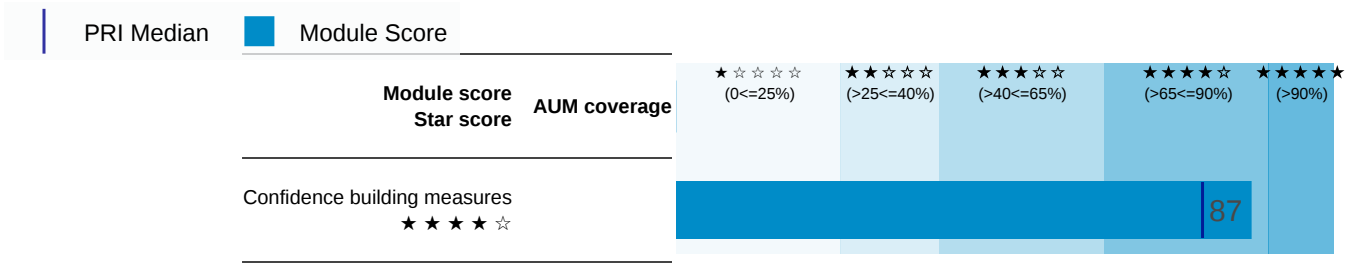 PRI Median Module Score
Module score
Star score
AUM coverage
★ ☆ ☆ ☆ ☆ ★ ★ ☆ ☆ ☆ ★ ★ ★ ☆ ☆ ★ ★ ★ ★ ☆ ★ ★ ★ ★ ★
(0<=25%) (>25<=40%) (>40<=65%) (>65<=90%) (>90%)
Confidence building measures
★ ★ ★ ★ ☆
87